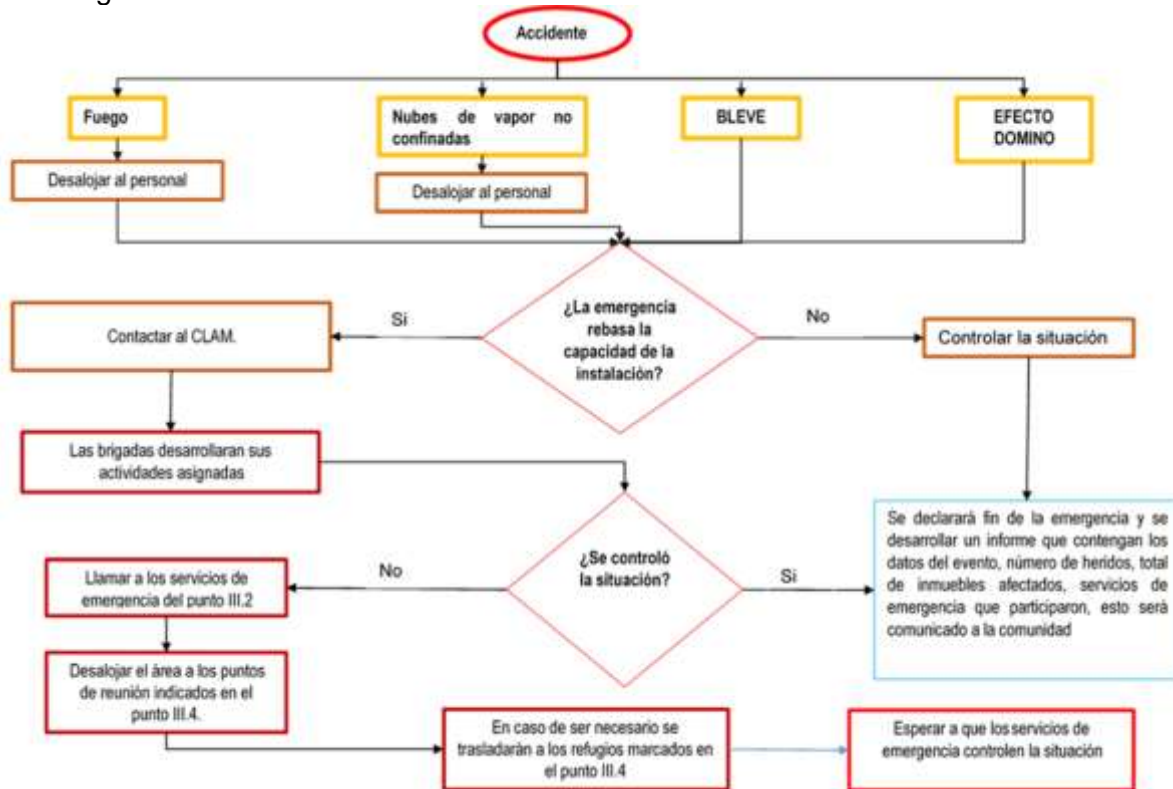 Accidente
Fuego
Nubes de vapor no
confinadas
BLEVE
EFECTO
DOMINO
Desalojar al personal
Desalojar al personal
¿La emergencia
rebasa la
capacidad de la
instalación?
Si
No
Contactar al CLAM.
Controlar la situación
Las brigadas desarrollaran sus
actividades asignadas
¿Se controló
la situación?
No
Si
Se declarará fin de la emergencia y se
desarrollar un informe que contengan los
datos del evento, número de heridos, total
de inmuebles afectados, servicios de
emergencia que participaron, esto será
comunicado a la comunidad
Llamar a los servicios de
emergencia del punto III.2
Desalojar el área a los puntos
de reunión indicados en el
punto III.4.
En caso de ser necesario se
trasladarán a los refugios marcados en
el punto III.4
Esperar a que los servicios de
emergencia controlen la situación